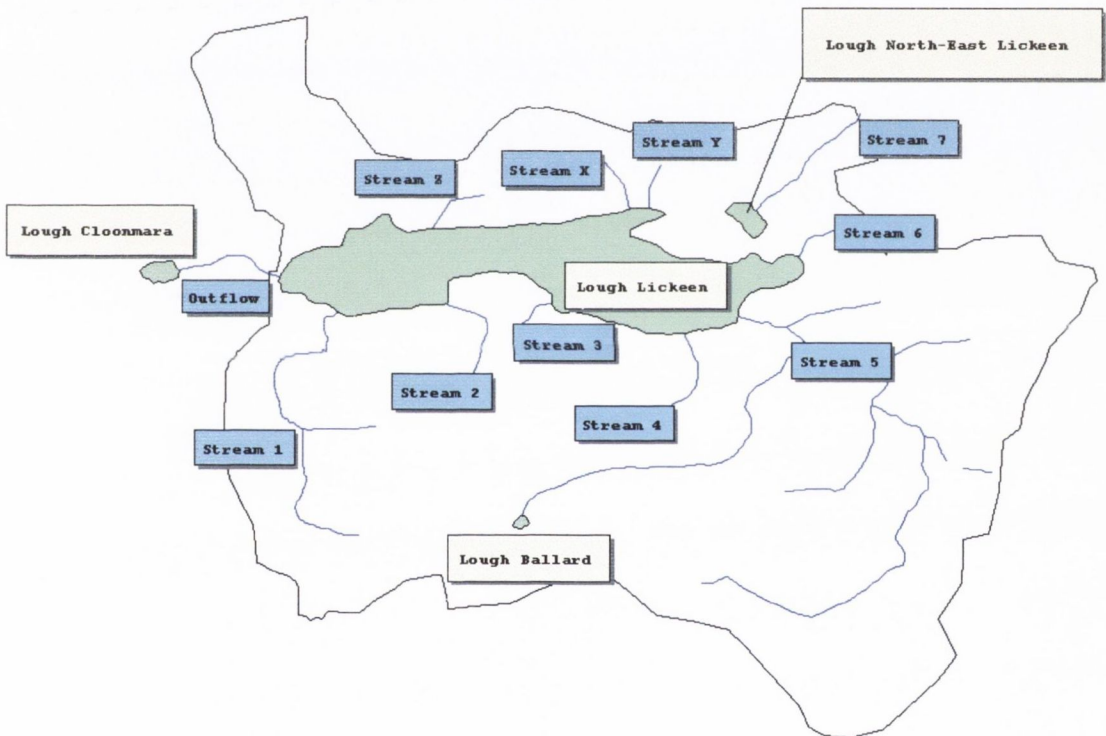 Lough North-East Lickeen
Stream Y
Stream 7
Stream Z
Stream X
Lough Cloonmara
Stream 6
Outflow
Lough Lickeen
Stream 3
Stream 5
Stream 2
Stream 4
Stream 1
Lough Ballard